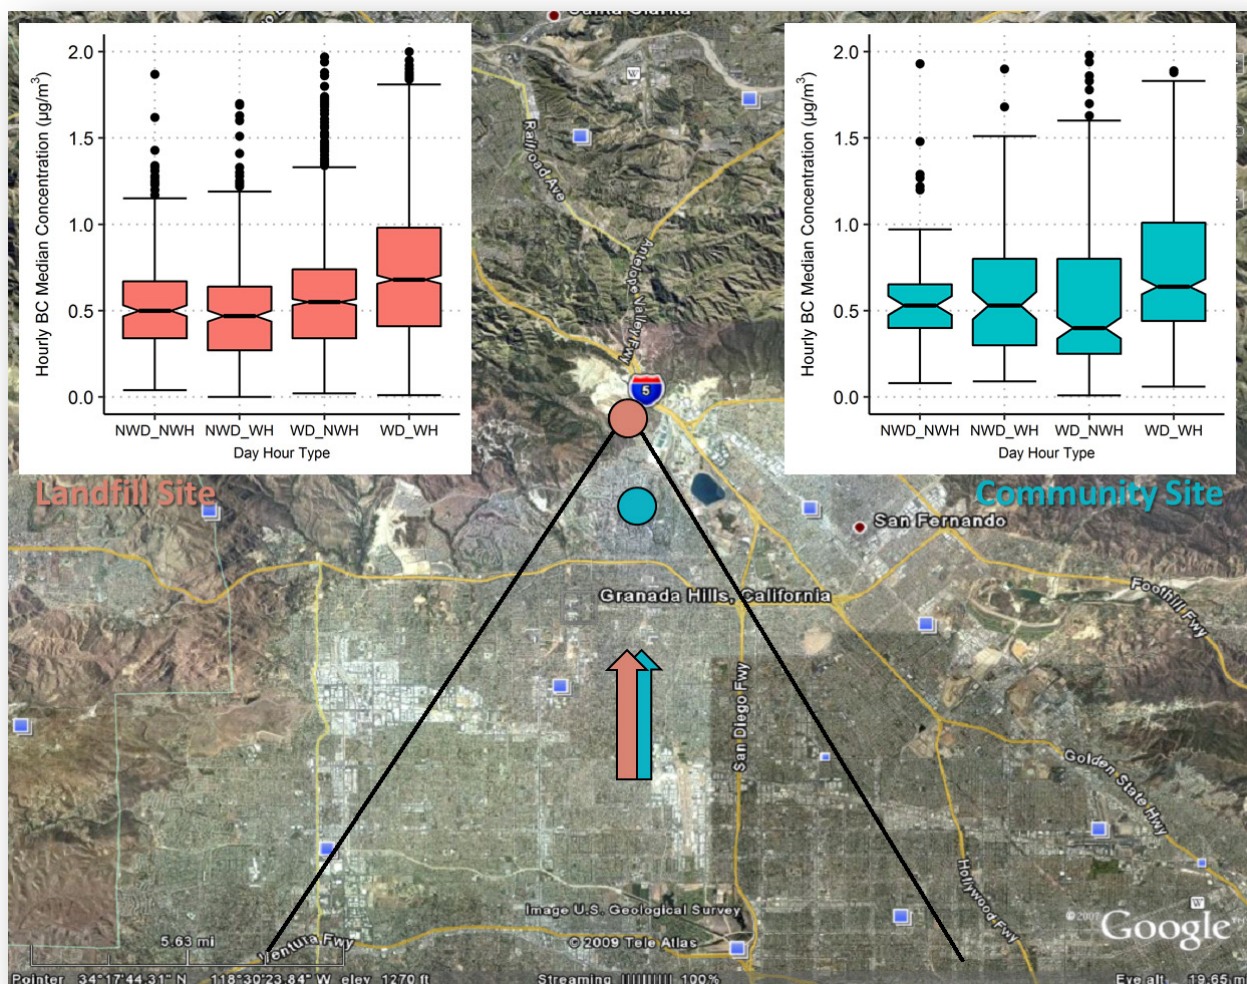 Santa Clarita
2.0
1.5
1.0
0.5
0.0
Hourly BC Median Concentration (µg/m³)
NWD_NWH NWD_WH WD_NWH WD_WH
Day Hour Type
Landfill Site
2.0
1.5
1.0
0.5
0.0
Hourly BC Median Concentration (µg/m³)
NWD_NWH NWD_WH WD_NWH WD_WH
Day Hour Type
Community Site
W
Railroad Ave
Antelope Valley Fwy
5
San Fernando
Granada Hills, California
Foothill Fwy
San Diego Fwy
Golden State Hwy
Hollywood Fwy
Ventura Fwy
5.63 mi
Image U.S. Geological Survey
© 2009 Tele Atlas
W
©2007 Google
Pointer 34°17'44.31" N 118°30'23.84" W elev 1270 ft Streaming ||||||||| 100% Eye alt 19.65 m